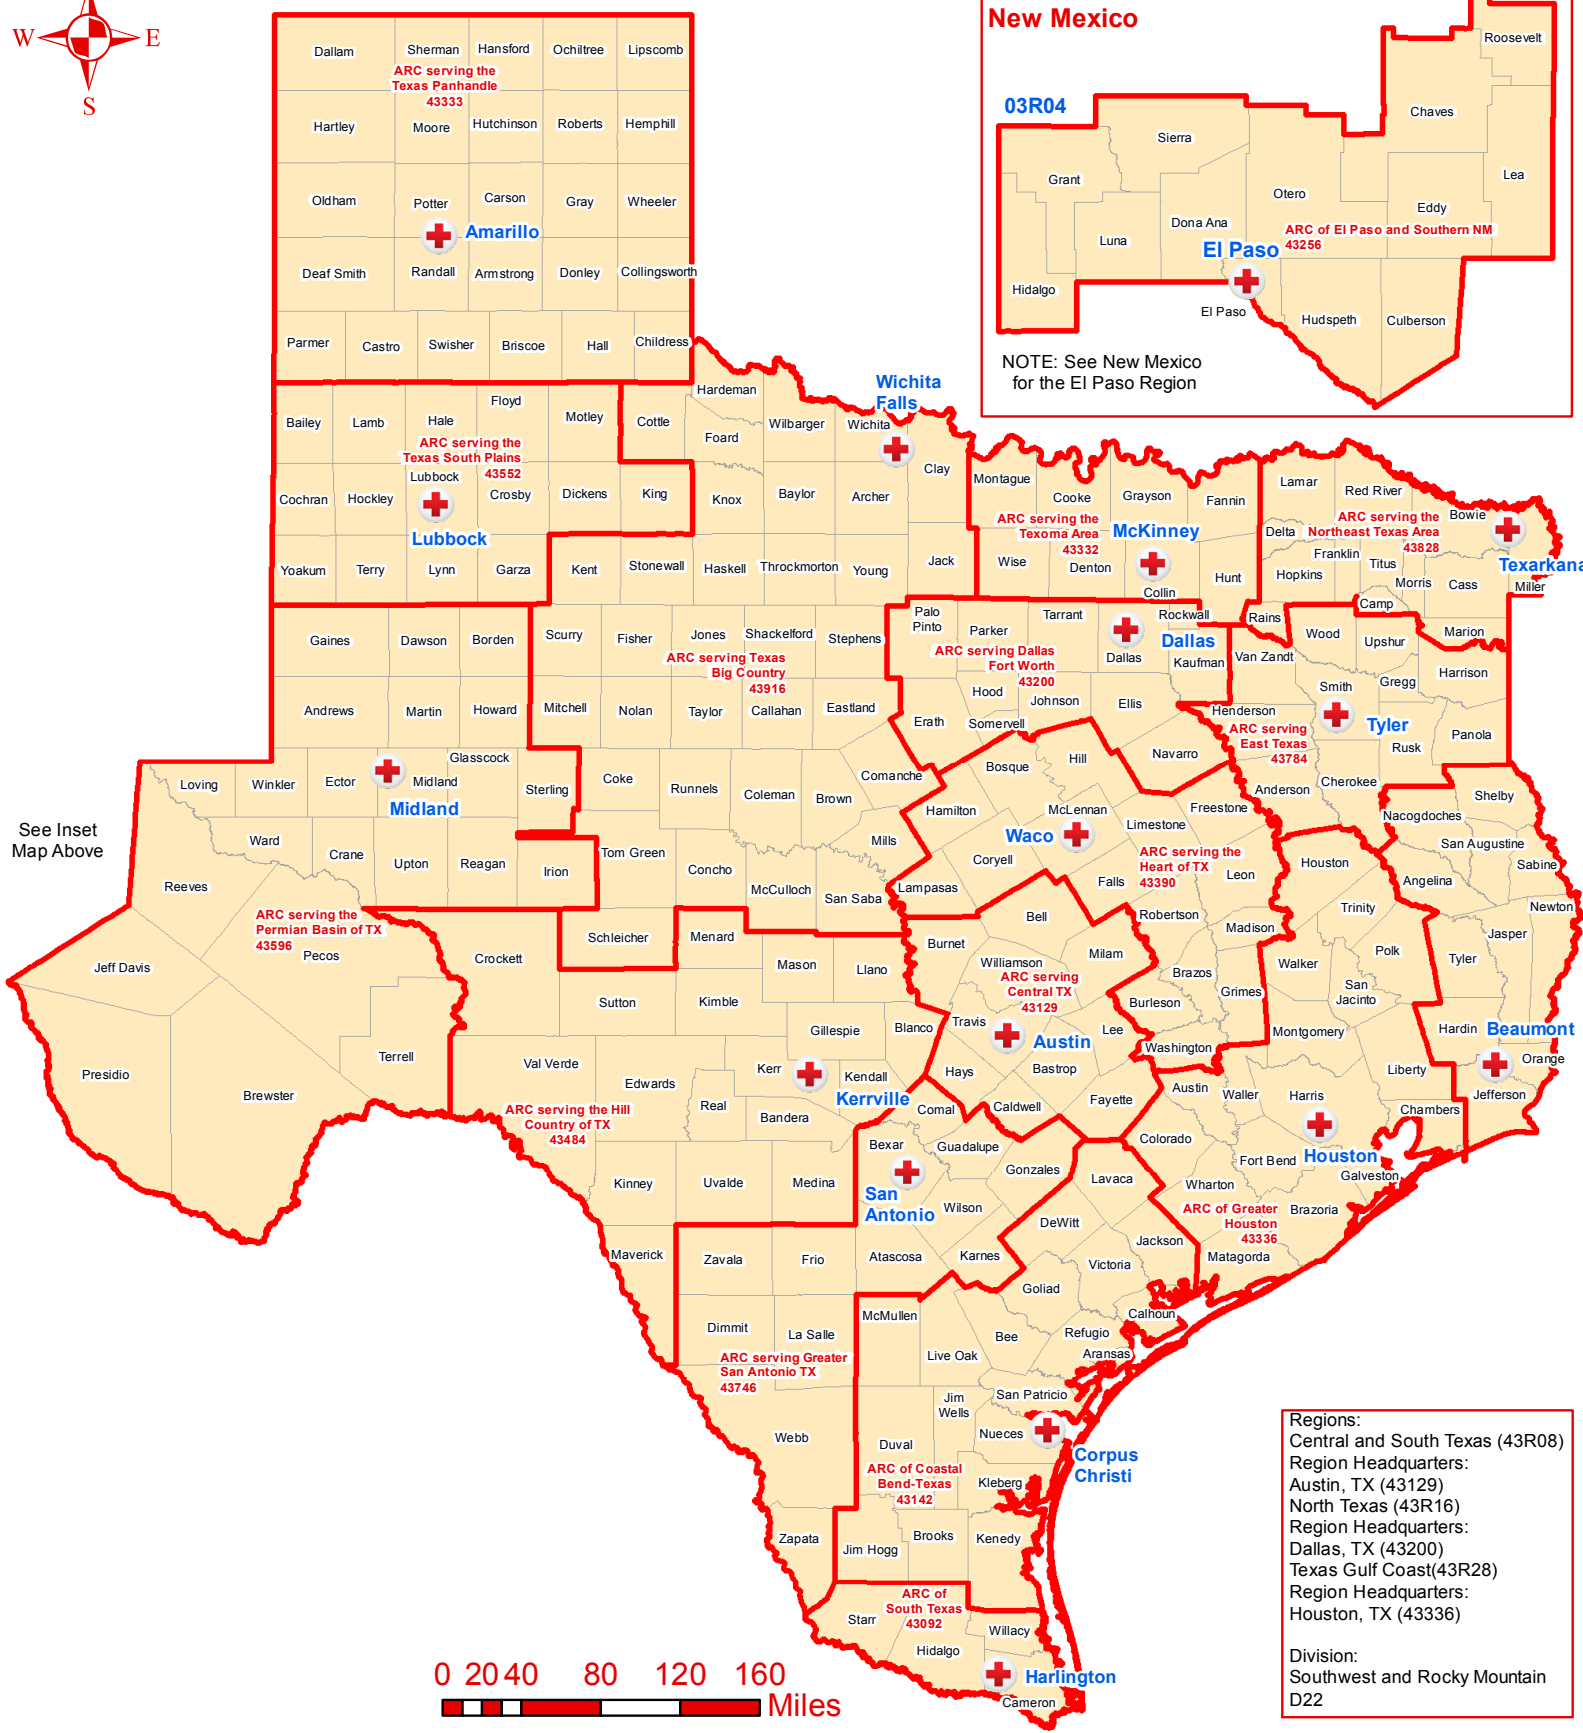 W
E
S
New Mexico
03R04
Roosevelt
Chaves
Sierra
Grant
Lea
Otero
Eddy
Dona Ana
Luna
ARC of El Paso and Southern NM
43256
El Paso
Hidalgo
El Paso
Hudspeth
Culberson
NOTE: See New Mexico
for the El Paso Region
Dallam
Sherman
Hansford
Ochiltree
Lipscomb
ARC serving the
Texas Panhandle
43333
Hartley
Moore
Hutchinson
Roberts
Hemphill
Oldham
Potter
Carson
Gray
Wheeler
Amarillo
Deaf Smith
Randall
Armstrong
Donley
Collingsworth
Parmer
Castro
Swisher
Briscoe
Hall
Childress
Bailey
Lamb
Hale
Floyd
Motley
ARC serving the
Texas South Plains
43552
Cochran
Hockley
Lubbock
Crosby
Dickens
King
Lubbock
Yoakum
Terry
Lynn
Garza
Cottle
Hardeman
Foard
Wilbarger
Wichita
Falls
Wichita
Clay
Knox
Baylor
Archer
Kent
Stonewall
Haskell
Throckmorton
Young
Jack
Scurry
Fisher
Jones
Shackelford
Stephens
ARC serving Texas
Big Country
43916
Mitchell
Nolan
Taylor
Callahan
Eastland
Coke
Runnels
Coleman
Brown
Comanche
Tom Green
Concho
McCulloch
San Saba
Mills
Schleicher
Montague
Cooke
Grayson
Fannin
ARC serving the
Texoma Area
43332
McKinney
Wise
Denton
Collin
Hunt
Lamar
Red River
Bowie
Delta
ARC serving the
Northeast Texas Area
43828
Franklin
Titus
Hopkins
Morris
Cass
Texarkana
Miller
Camp
Rains
Marion
Palo
Pinto
Parker
Tarrant
Rockwall
Dallas
Dallas
Kaufman
ARC serving Dallas
Fort Worth
43200
Hood
Johnson
Ellis
Erath
Somervell
Navarro
Wood
Upshur
Van Zandt
Harrison
Smith
Gregg
Henderson
Tyler
ARC serving
East Texas
43784
Rusk
Panola
Anderson
Cherokee
Gaines
Dawson
Borden
Andrews
Martin
Howard
Glasscock
Loving
Winkler
Ector
Midland
Sterling
Midland
See Inset
Map Above
Ward
Crane
Upton
Reagan
Irion
Reeves
ARC serving the
Permian Basin of TX
43596
Pecos
Jeff Davis
Terrell
Presidio
Brewster
Bosque
Hill
Hamilton
McLennan
Limestone
Freestone
Waco
Coryell
ARC serving the
Heart of TX
43390
Falls
Leon
Lampasas
Robertson
Madison
Brazos
Grimes
Burleson
Washington
Bell
Burnet
Williamson
Milam
ARC serving
Central TX
43129
Travis
Lee
Austin
Hays
Bastrop
Caldwell
Fayette
Crockett
Menard
Mason
Llano
Sutton
Kimble
Gillespie
Blanco
Val Verde
Edwards
Kerr
Kendall
Kerrville
Real
Bandera
ARC serving the Hill
Country of TX
43484
Kinney
Uvalde
Medina
Maverick
Comal
Bexar
Guadalupe
Gonzales
San
Antonio
Wilson
Atascosa
Karnes
Zavala
Frio
Dimmit
La Salle
ARC serving Greater
San Antonio TX
43746
Webb
Zapata
Nacogdoches
Shelby
San Augustine
Sabine
Angelina
Newton
Jasper
Tyler
Hardin
Beaumont
Orange
Jefferson
Houston
Trinity
Polk
Walker
San
Jacinto
Montgomery
Liberty
Austin
Waller
Harris
Chambers
Colorado
Fort Bend
Houston
Galveston
Wharton
ARC of Greater
Houston
43336
Brazoria
Matagorda
Lavaca
DeWitt
Jackson
Victoria
Goliad
Calhoun
McMullen
Bee
Refugio
Aransas
Live Oak
San Patricio
Jim
Wells
Nueces
Duval
Corpus
Christi
ARC of Coastal
Bend-Texas
43142
Kleberg
Jim Hogg
Brooks
Kenedy
ARC of
South Texas
43092
Starr
Willacy
Hidalgo
Harlington
Cameron
0 20 40 80 120 160
Miles
Regions:
Central and South Texas (43R08)
Region Headquarters:
Austin, TX (43129)
North Texas (43R16)
Region Headquarters:
Dallas, TX (43200)
Texas Gulf Coast(43R28)
Region Headquarters:
Houston, TX (43336)
Division:
Southwest and Rocky Mountain
D22